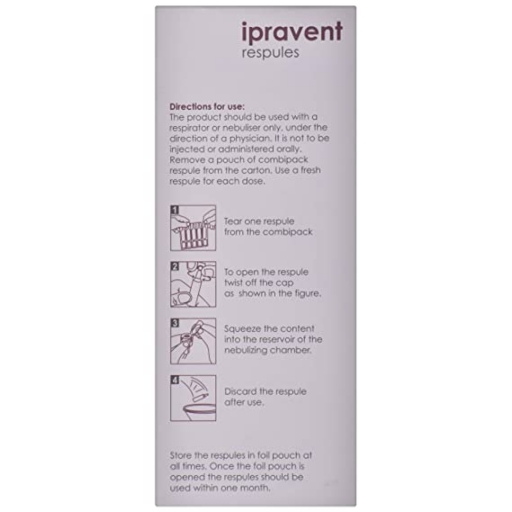 ipravent
respules
Directions for use:
The product should be used with a
respirator or nebuliser only, under the
direction of a physician. It is not to be
injected or administered orally.
Remove a pouch of combipack
respule from the carton. Use a fresh
respule for each dose.
1
Tear one respule
from the combipack
2
To open the respule
twist off the cap
as shown in the figure.
3
Squeeze the content
into the reservoir of the
nebulizing chamber.
4
Discard the respule
after use.
Store the respules in foil pouch at
all times. Once the foil pouch is
opened the respules should be
used within one month.